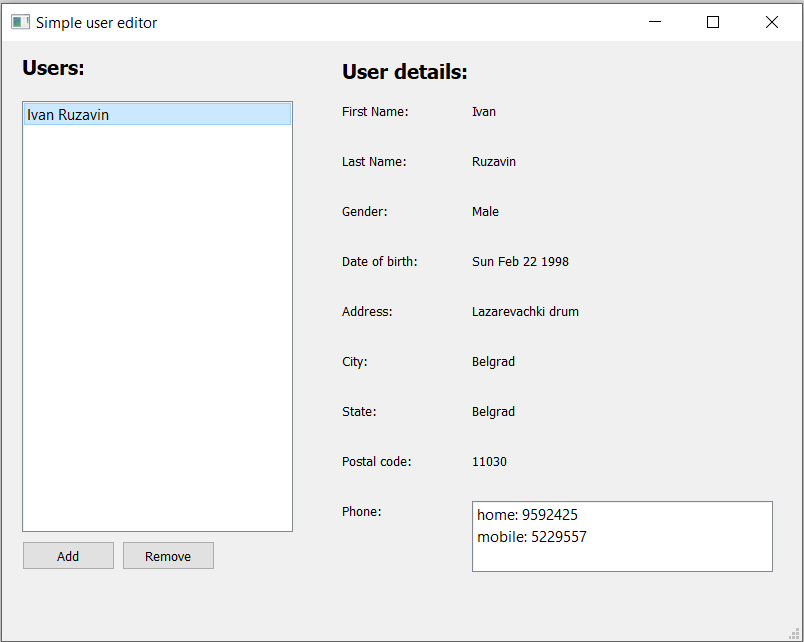 Simple user editor
Users:
Ivan Ruzavin
Add
Remove
User details:
First Name: Ivan
Last Name: Ruzavin
Gender: Male
Date of birth: Sun Feb 22 1998
Address: Lazarevachki drum
City: Belgrad
State: Belgrad
Postal code: 11030
Phone: home: 9592425
mobile: 5229557